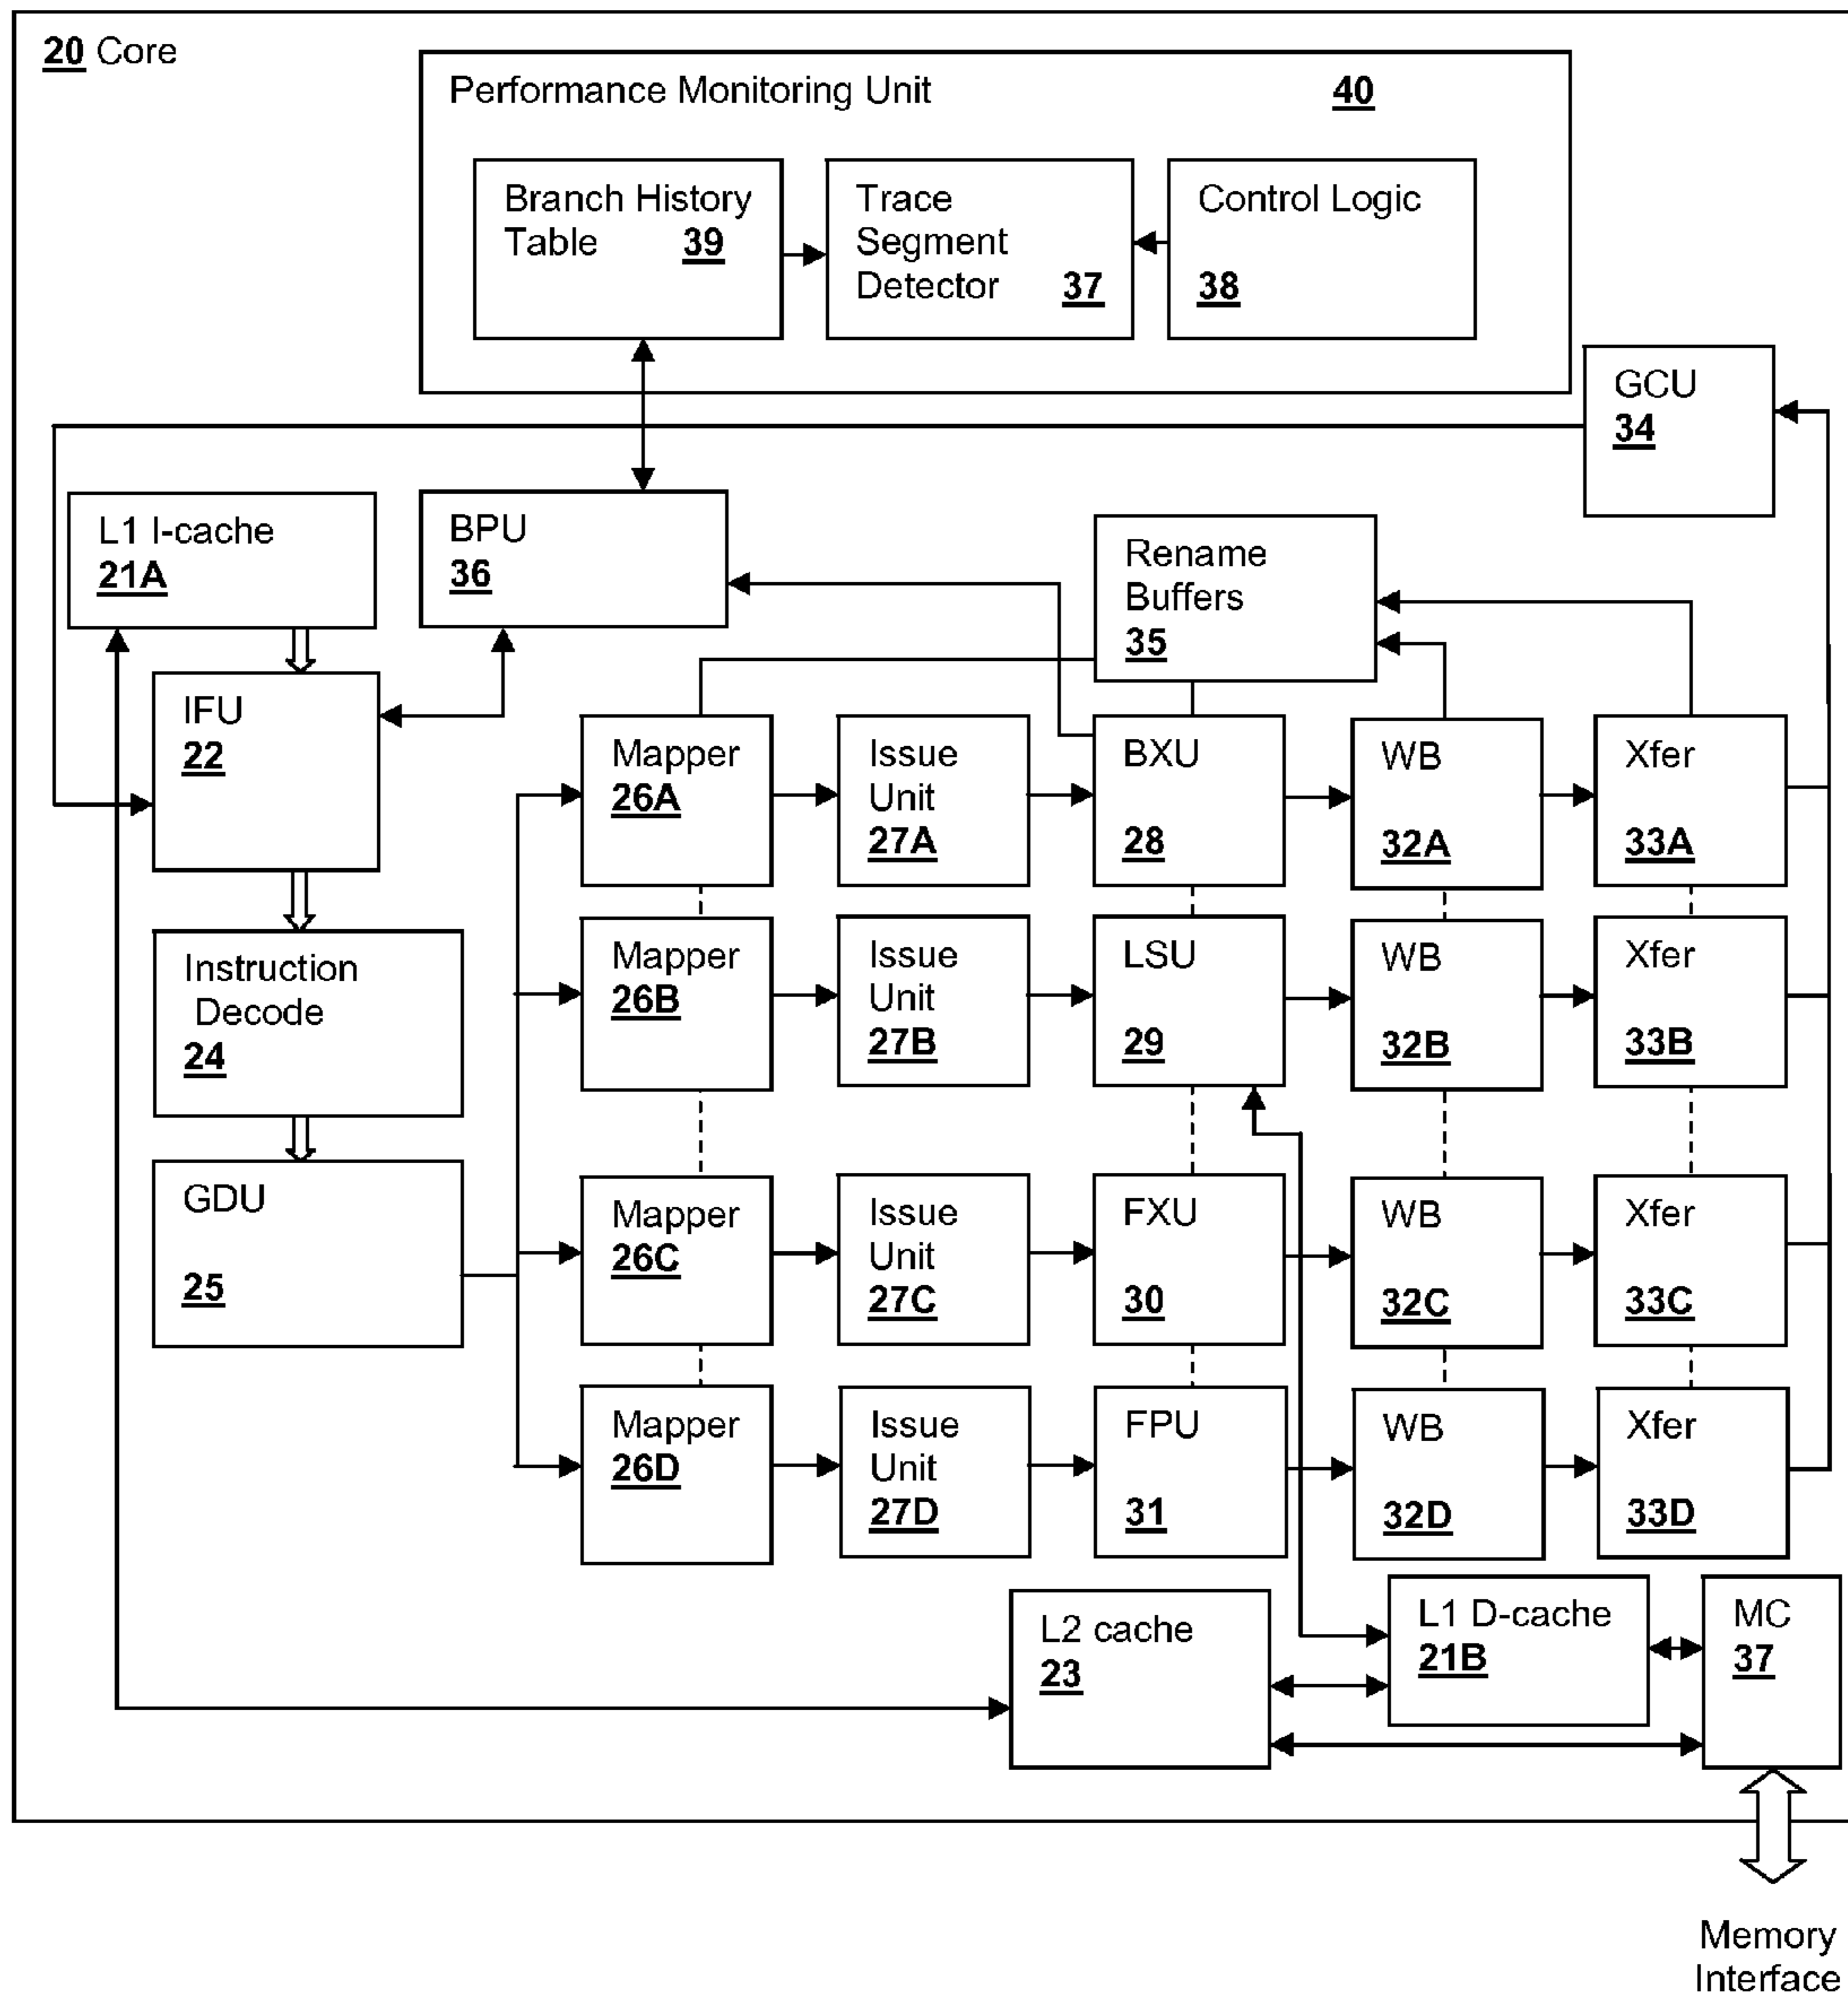 20 Core
Performance Monitoring Unit 40
Branch History
Table 39
Trace
Segment
Detector 37
Control Logic
38
GCU
34
L1 I-cache
21A
BPU
36
Rename
Buffers
35
IFU
22
Mapper
26A
Issue
Unit
27A
BXU
28
WB
32A
Xfer
33A
Instruction
Decode
24
Mapper
26B
Issue
Unit
27B
LSU
29
WB
32B
Xfer
33B
GDU
25
Mapper
26C
Issue
Unit
27C
FXU
30
WB
32C
Xfer
33C
Mapper
26D
Issue
Unit
27D
FPU
31
WB
32D
Xfer
33D
L2 cache
23
L1 D-cache
21B
MC
37
Memory
Interface